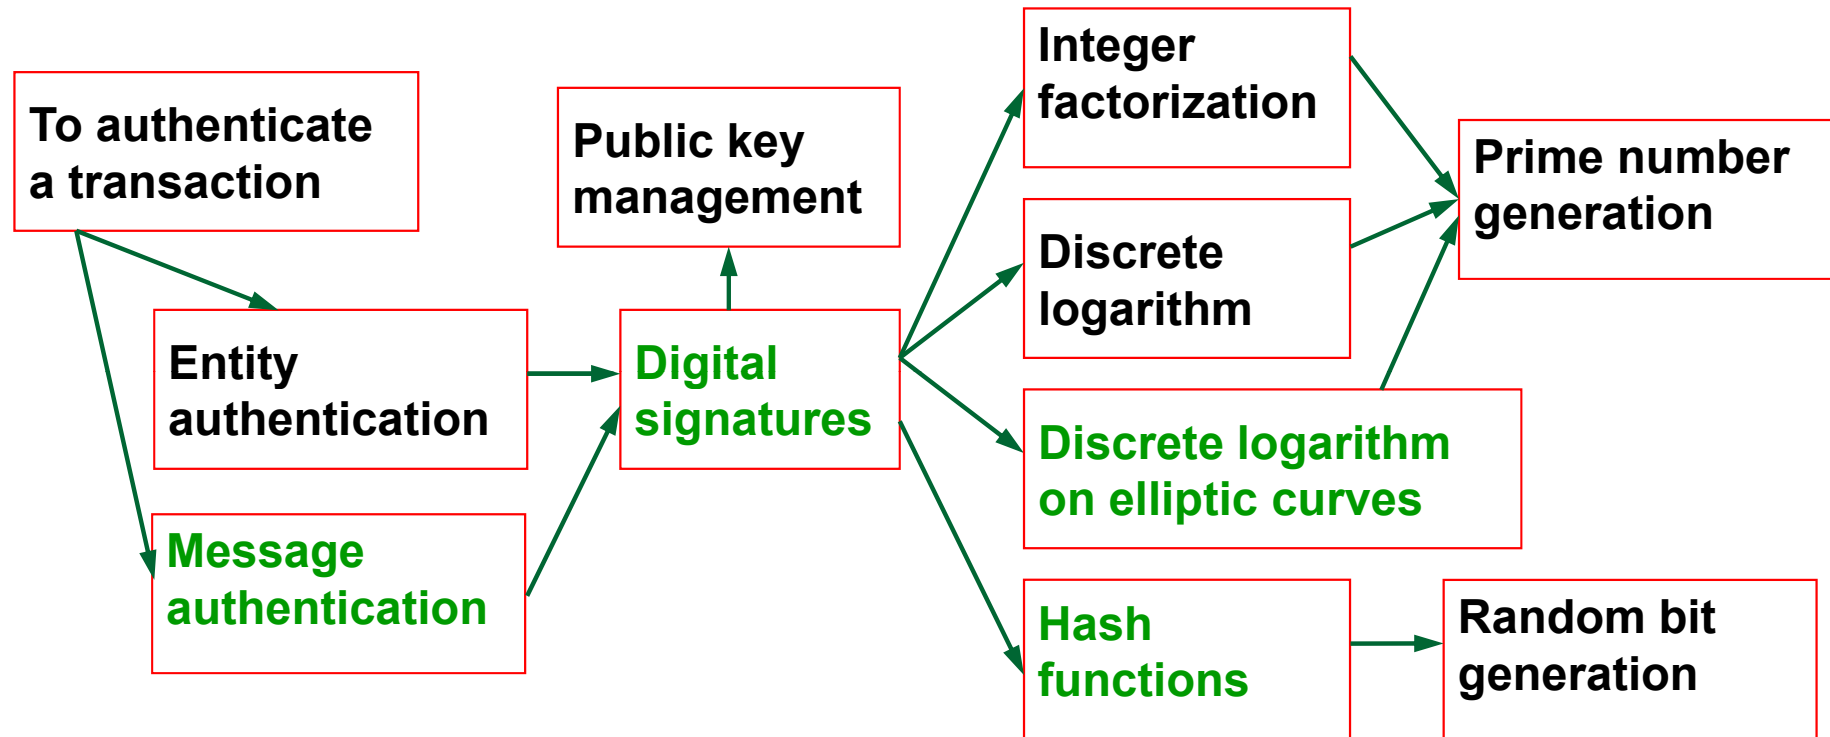 To authenticate
a transaction
Entity
authentication
Message
authentication
Public key
management
Digital
signatures
Integer
factorization
Discrete
logarithm
Discrete logarithm
on elliptic curves
Hash
functions
Prime number
generation
Random bit
generation